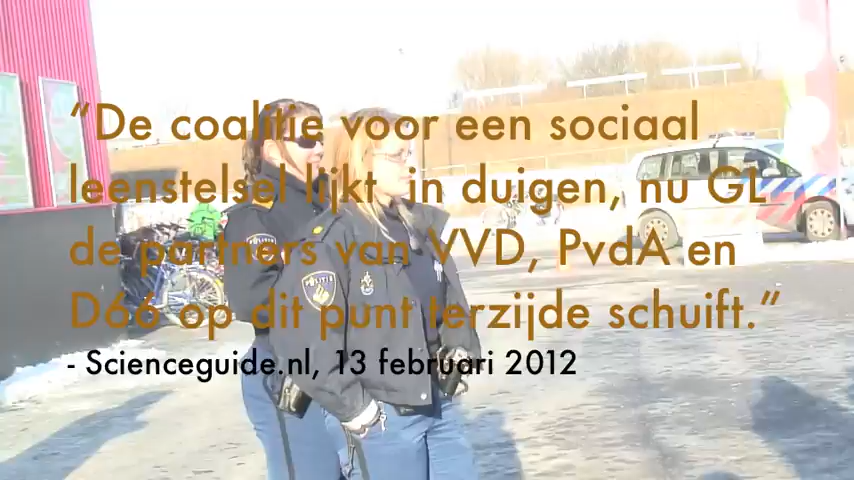 “De coalitie voor een sociaal
leenstelsel lijkt in duigen, nu GL
de partners van VVD, PvdA en
D66 op dit punt terzijde schuift.”
- Scienceguide.nl, 13 februari 2012
POLITIE